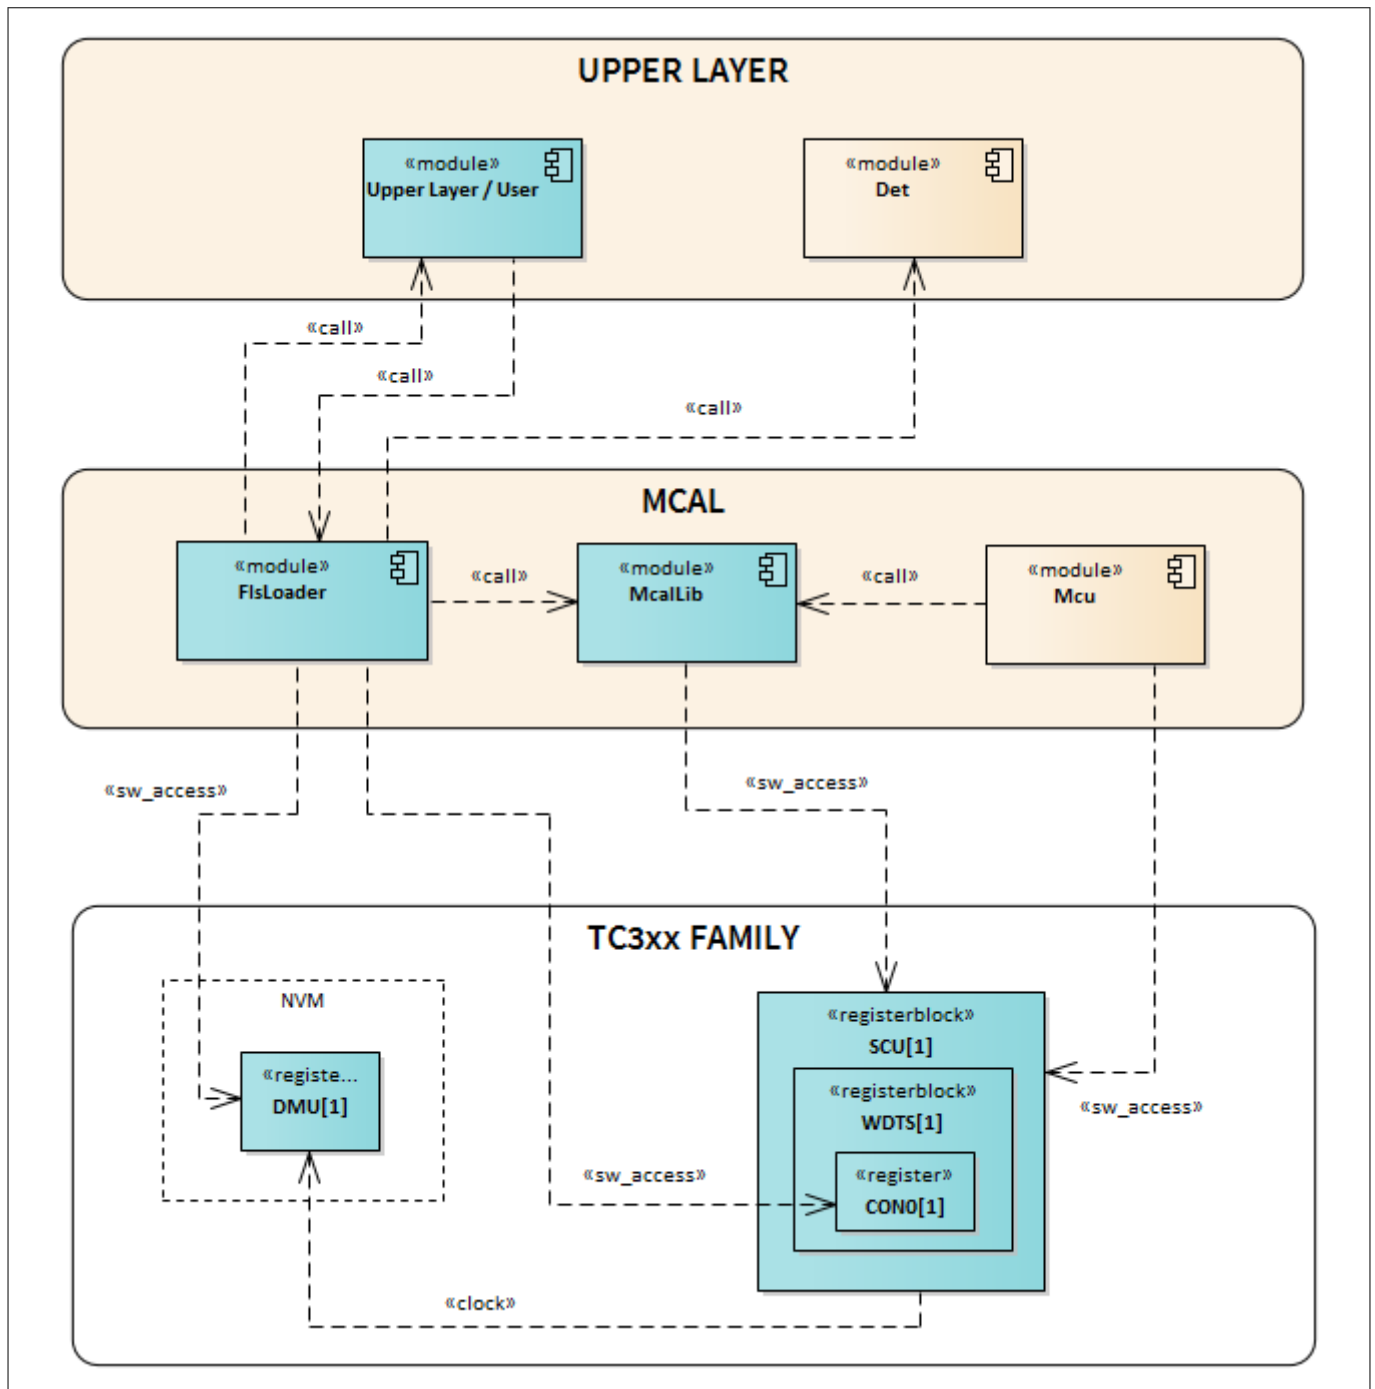 UPPER LAYER
«module»
Upper Layer / User
«module»
Det
«call»
«call»
«call»
MCAL
«module»
FlsLoader
«call»
«module»
McalLib
«call»
«module»
Mcu
«sw_access»
«sw_access»
TC3xx FAMILY
NVM
«registe...
DMU[1]
«registerblock»
SCU[1]
«registerblock»
WDTS[1]
«register»
CON0[1]
«sw_access»
«sw_access»
«clock»